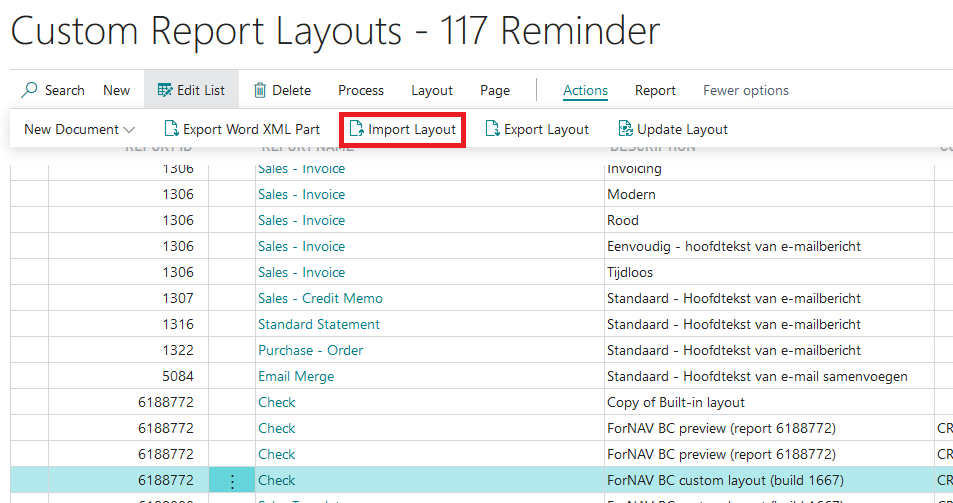 Custom Report Layouts - 117 Reminder
Search New Edit List Delete Process Layout Page Actions Report Fewer options
New Document Export Word XML Part Import Layout Export Layout Update Layout
REPORT ID REPORT NAME DESCRIPTION
1306 Sales - Invoice Invoicing
1306 Sales - Invoice Modern
1306 Sales - Invoice Rood
1306 Sales - Invoice Eenvoudig - hoofdtekst van e-mailbericht
1306 Sales - Invoice Tijdloos
1307 Sales - Credit Memo Standaard - Hoofdtekst van e-mailbericht
1316 Standard Statement Standaard - Hoofdtekst van e-mailbericht
1322 Purchase - Order Standaard - Hoofdtekst van e-mailbericht
5084 Email Merge Standaard - Hoofdtekst van e-mail samenvoegen
6188772 Check Copy of Built-in layout
6188772 Check ForNAV BC preview (report 6188772) CR
6188772 Check ForNAV BC preview (report 6188772) CR
6188772 Check ForNAV BC custom layout (build 1667) CR